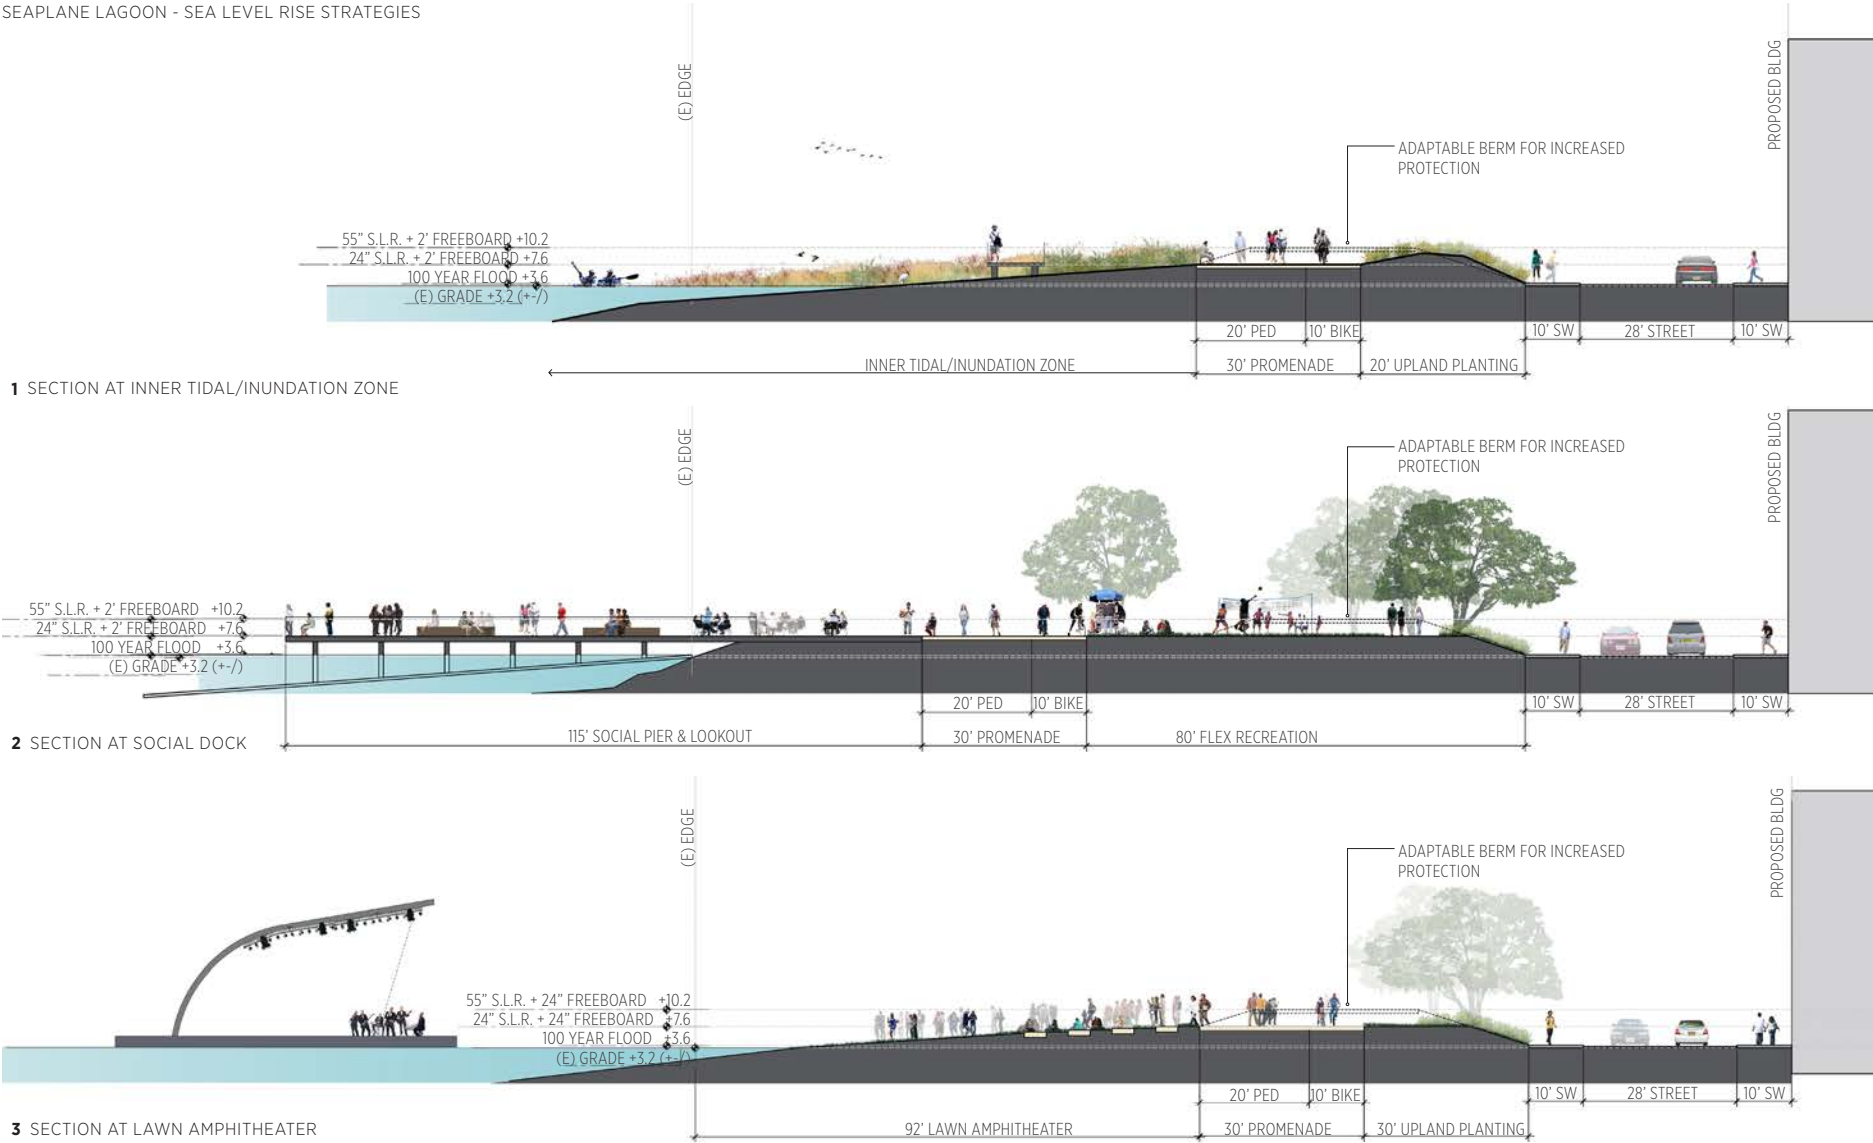 SEAPLANE LAGOON - SEA LEVEL RISE STRATEGIES
(E) EDGE
PROPOSED BLDG
ADAPTABLE BERM FOR INCREASED
PROTECTION
55" S.L.R. + 2' FREEBOARD +10.2
24" S.L.R. + 2' FREEBOARD +7.6
100 YEAR FLOOD +3.6
(E) GRADE +3.2 (+-/)
20' PED
10' BIKE
10' SW
28' STREET
10' SW
INNER TIDAL/INUNDATION ZONE
30' PROMENADE
20' UPLAND PLANTING
1 SECTION AT INNER TIDAL/INUNDATION ZONE
(E) EDGE
PROPOSED BLDG
ADAPTABLE BERM FOR INCREASED
PROTECTION
55" S.L.R. + 2' FREEBOARD +10.2
24" S.L.R. + 2' FREEBOARD +7.6
100 YEAR FLOOD +3.6
(E) GRADE +3.2 (+-/)
20' PED
10' BIKE
10' SW
28' STREET
10' SW
115' SOCIAL PIER & LOOKOUT
30' PROMENADE
80' FLEX RECREATION
2 SECTION AT SOCIAL DOCK
(E) EDGE
PROPOSED BLDG
ADAPTABLE BERM FOR INCREASED
PROTECTION
55" S.L.R. + 24" FREEBOARD +10.2
24" S.L.R. + 24" FREEBOARD +7.6
100 YEAR FLOOD +3.6
(E) GRADE +3.2 (+-/)
20' PED
10' BIKE
10' SW
28' STREET
10' SW
92' LAWN AMPHITHEATER
30' PROMENADE
30' UPLAND PLANTING
3 SECTION AT LAWN AMPHITHEATER